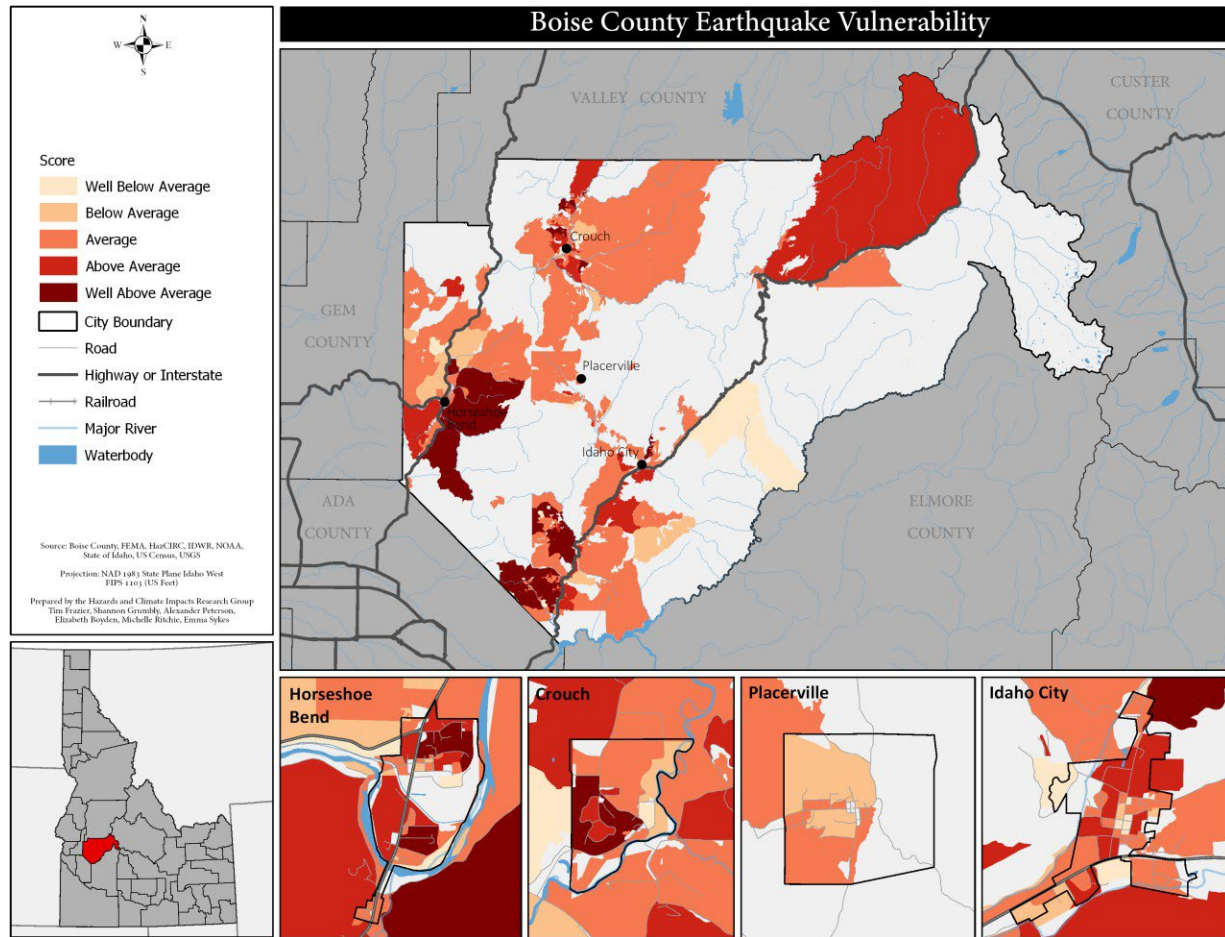 Boise County Earthquake Vulnerability
N
W E
S
Score
Well Below Average
Below Average
Average
Above Average
Well Above Average
City Boundary
Road
Highway or Interstate
Railroad
Major River
Waterbody
Source: Boise County, FEMA, HazCIRC, IDWR, NOAA,
State of Idaho, US Census, USGS
Projection: NAD 1983 State Plane Idaho West
FIPS 1103 (US Feet)
Prepared by the Hazards and Climate Impacts Research Group
Tim Frazier, Shannon Grumbly, Alexander Peterson,
Elizabeth Boyden, Michelle Ritchie, Emma Sykes
VALLEY COUNTY
CUSTER
COUNTY
Crouch
GEM
COUNTY
Placerville
Horseshoe
Bend
Idaho City
ADA
COUNTY
ELMORE
COUNTY
Horseshoe
Bend
Crouch
Placerville
Idaho City